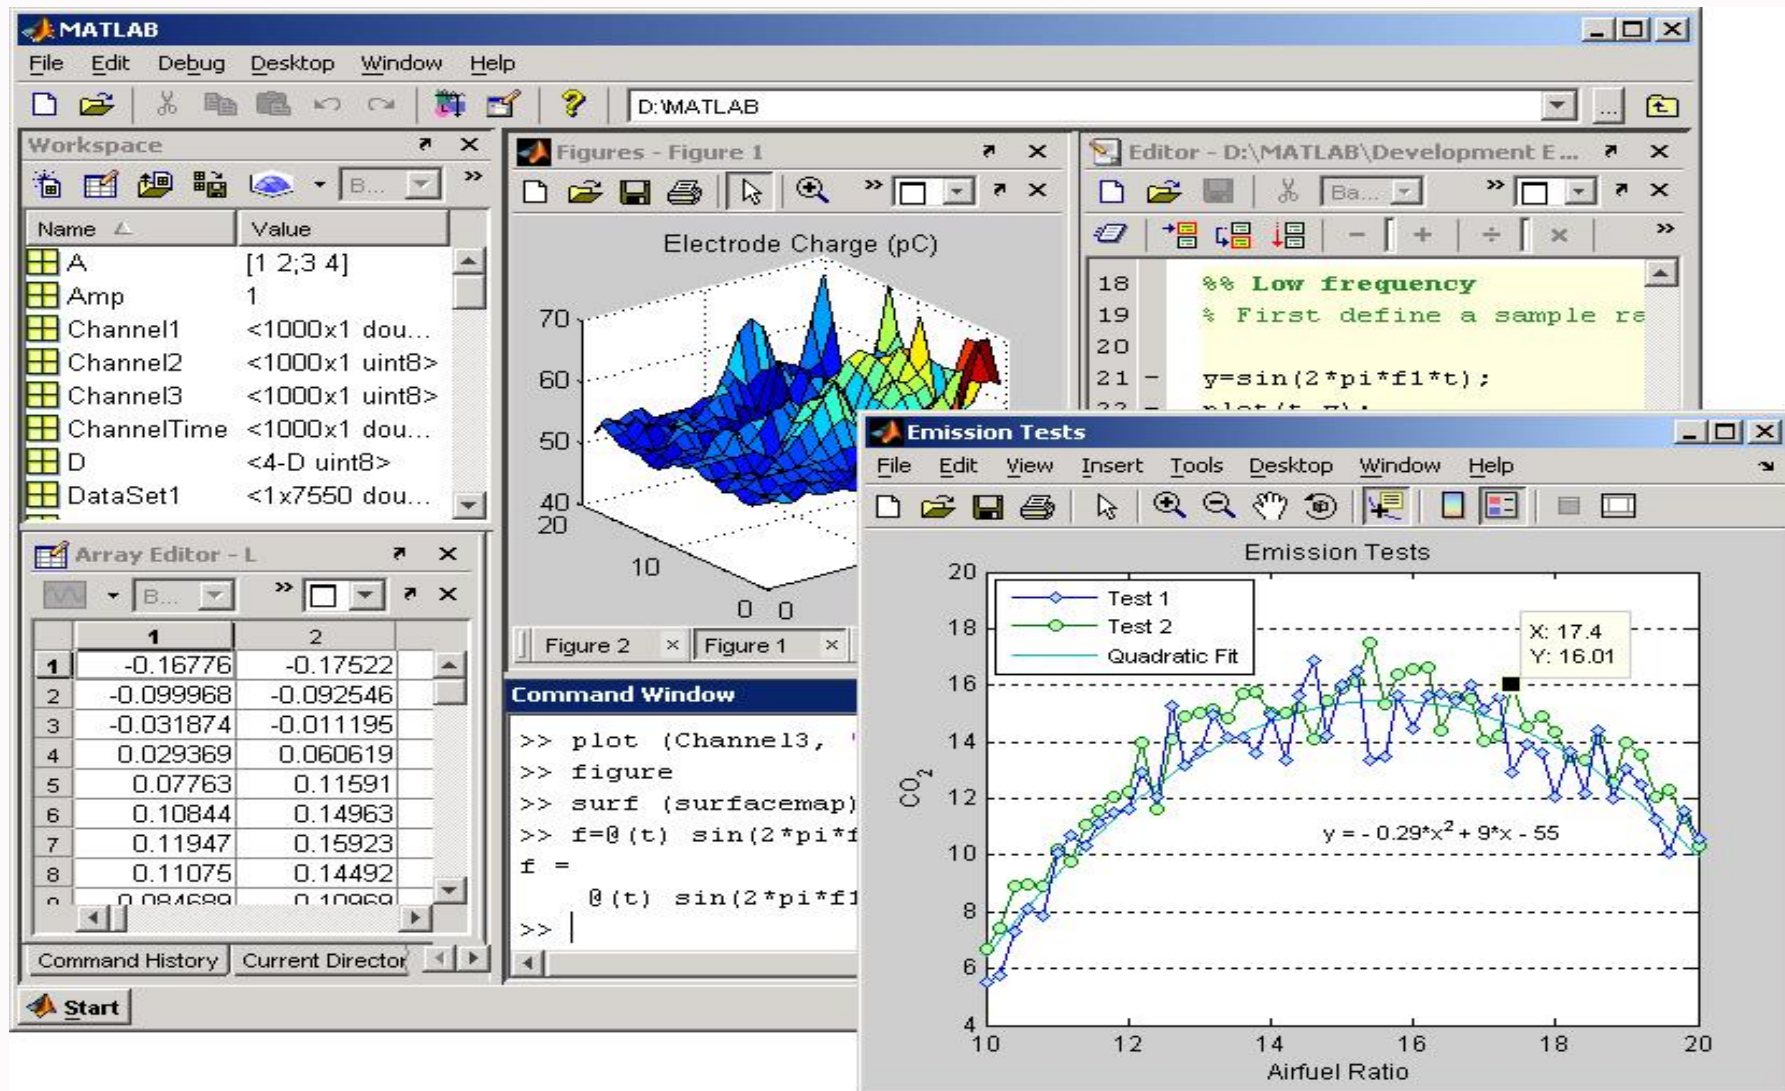 MATLAB
File Edit Debug Desktop Window Help
D:\MATLAB
Workspace
B...
Name Value
A [1 2;3 4]
Amp 1
Channel1 <1000x1 dou...
Channel2 <1000x1 uint8>
Channel3 <1000x1 uint8>
ChannelTime <1000x1 dou...
D <4-D uint8>
DataSet1 <1x7550 dou...
Array Editor - L
B...
1 2
1 -0.16776 -0.17522
2 -0.099968 -0.092546
3 -0.031874 -0.011195
4 0.029369 0.060619
5 0.07763 0.11591
6 0.10844 0.14963
7 0.11947 0.15923
8 0.11075 0.14492
0.084689 0.10969
Command History Current Director
Start
Figures - Figure 1
Electrode Charge (pC)
70
60
50
40
20
10
0 0
Figure 2 Figure 1
Command Window
>> plot (Channel3, '
>> figure
>> surf (surfacemap)
>> f=@(t) sin(2*pi*f
f =
@(t) sin(2*pi*f1
>>
Editor - D:\MATLAB\Development E...
Ba...
18 %% Low frequency
19 % First define a sample ra
20
21 - y=sin(2*pi*f1*t);
22 - plot(t,y);
Emission Tests
File Edit View Insert Tools Desktop Window Help
Emission Tests
Test 1
Test 2
Quadratic Fit
X: 17.4
Y: 16.01
y = - 0.29*x² + 9*x - 55
CO₂
20
18
16
14
12
10
8
6
4
10 12 14 16 18 20
Airfuel Ratio